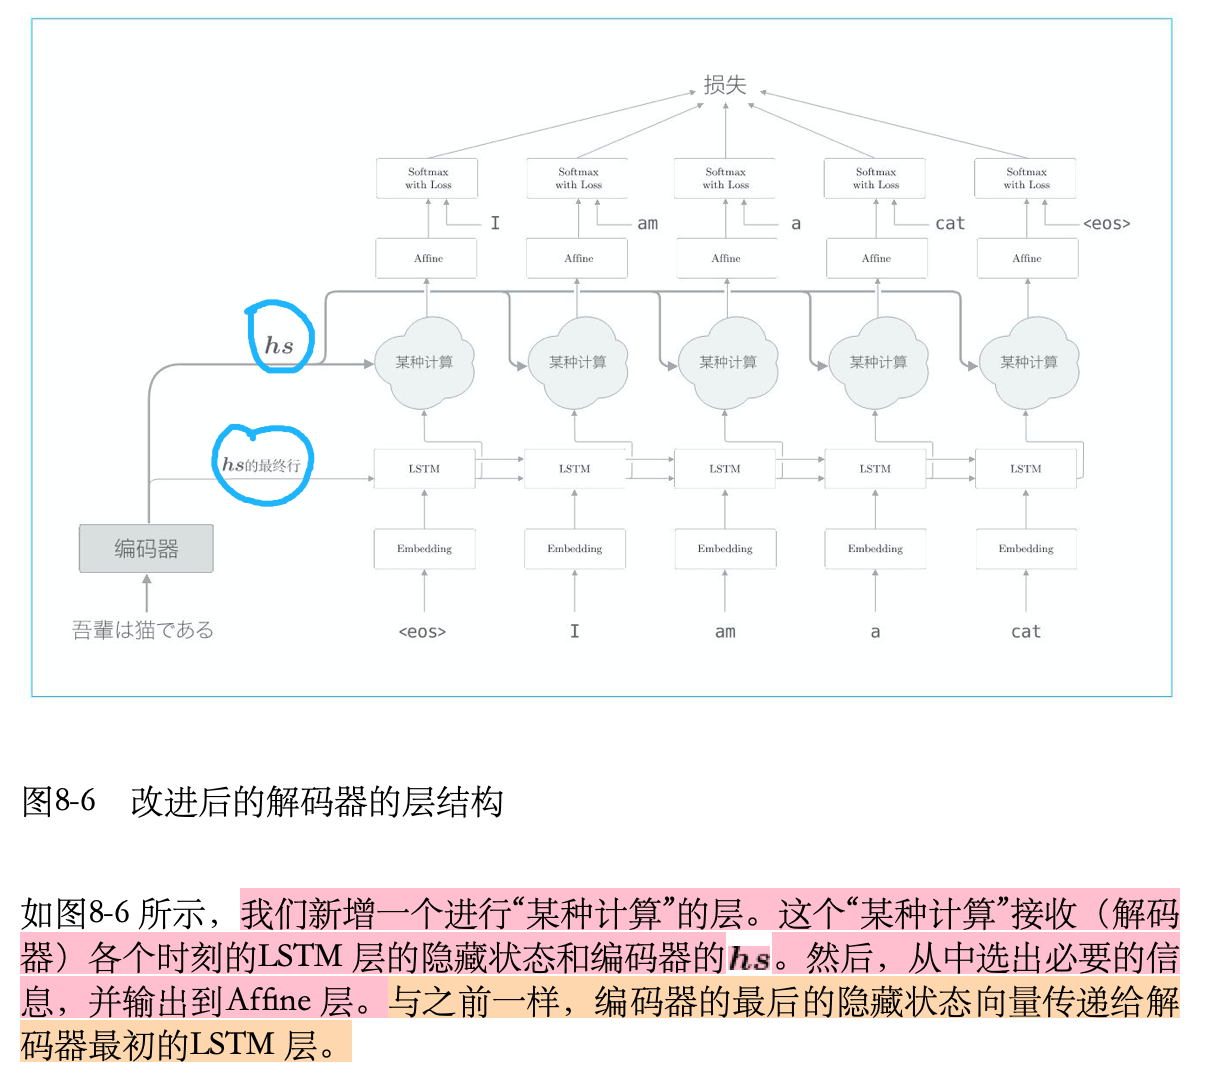 损失
Softmax with Loss
Softmax with Loss
Softmax with Loss
Softmax with Loss
Softmax with Loss
I
am
a
cat
<eos>
Affine
Affine
Affine
Affine
Affine
hs
某种计算
某种计算
某种计算
某种计算
某种计算
hs的最终行
LSTM
LSTM
LSTM
LSTM
LSTM
编码器
Embedding
Embedding
Embedding
Embedding
Embedding
吾輩は猫である
<eos>
I
am
a
cat
图8-6 改进后的解码器的层结构
如图8-6 所示，我们新增一个进行“某种计算”的层。这个“某种计算”接收（解码
器）各个时刻的LSTM 层的隐藏状态和编码器的hs。然后，从中选出必要的信
息，并输出到Affine 层。与之前一样，编码器的最后的隐藏状态向量传递给解
码器最初的LSTM 层。